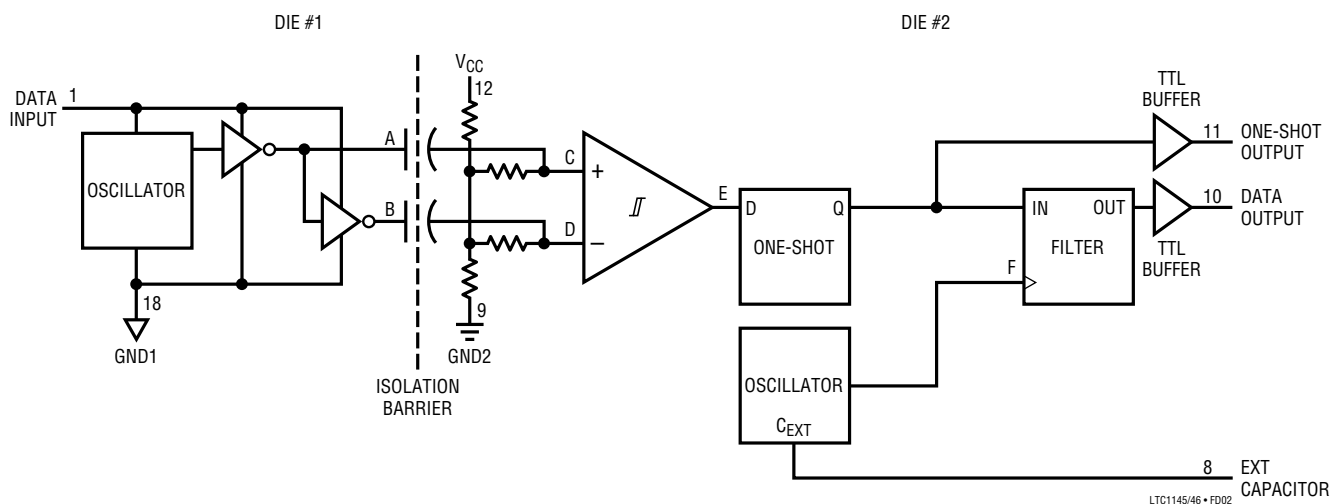 DIE #1
DIE #2
DATA
INPUT
1
OSCILLATOR
18
GND1
A
B
ISOLATION
BARRIER
VCC
12
C
+
D
−
9
GND2
E
D
Q
ONE-SHOT
OSCILLATOR
CEXT
F
IN
OUT
FILTER
TTL
BUFFER
11
ONE-SHOT
OUTPUT
10
DATA
OUTPUT
TTL
BUFFER
8
EXT
CAPACITOR
LTC1145/46 • FD02